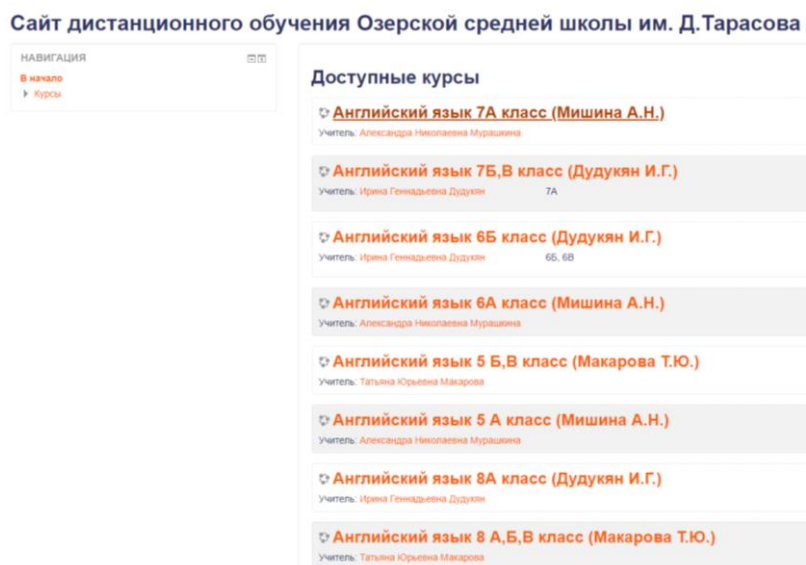 Сайт дистанционного обучения Озерской средней школы им. Д.Тарасова
НАВИГАЦИЯ
В начало
Курсы
Доступные курсы
Английский язык 7А класс (Мишина А.Н.)
Учитель: Александра Николаевна Мурашкина
Английский язык 7Б,В класс (Дудукян И.Г.)
Учитель: Ирина Геннадьевна Дудукян 7А
Английский язык 6Б класс (Дудукян И.Г.)
Учитель: Ирина Геннадьевна Дудукян 6Б, 6В
Английский язык 6А класс (Мишина А.Н.)
Учитель: Александра Николаевна Мурашкина
Английский язык 5 Б,В класс (Макарова Т.Ю.)
Учитель: Татьяна Юрьевна Макарова
Английский язык 5 А класс (Мишина А.Н.)
Учитель: Александра Николаевна Мурашкина
Английский язык 8А класс (Дудукян И.Г.)
Учитель: Ирина Геннадьевна Дудукян
Английский язык 8 А,Б,В класс (Макарова Т.Ю.)
Учитель: Татьяна Юрьевна Макарова